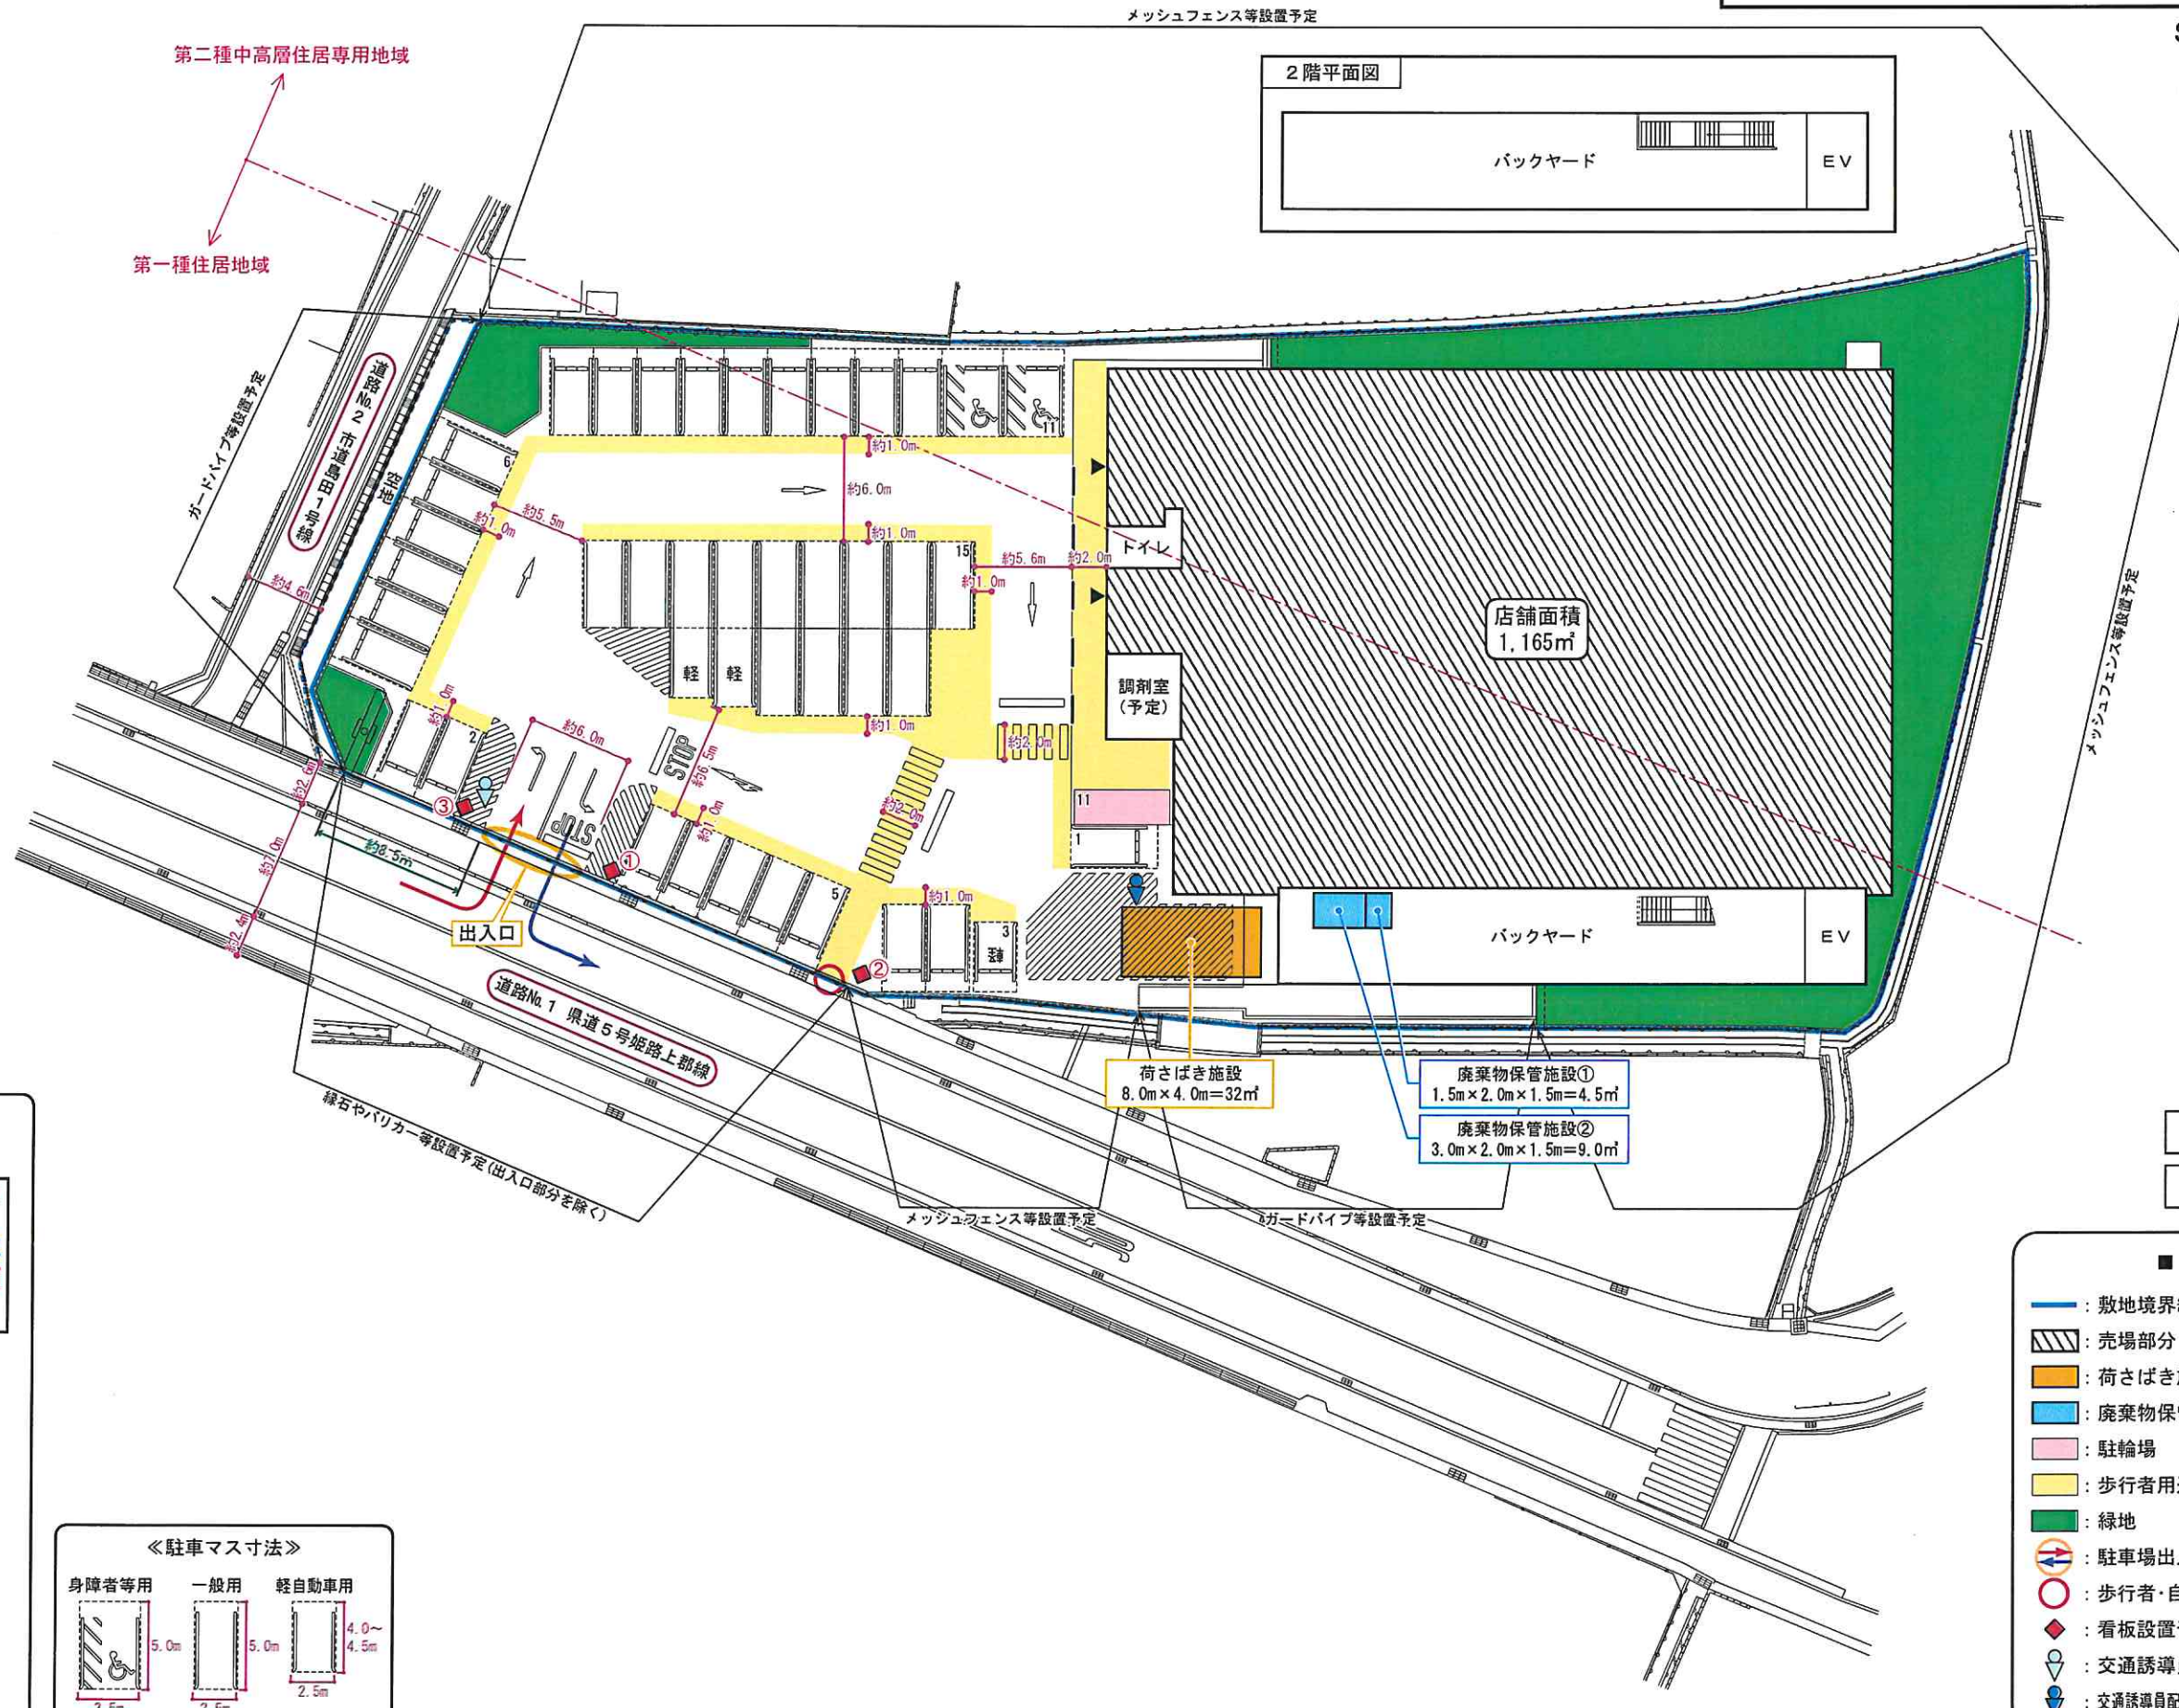 メッシュフェンス等設置予定
第二種中高層住居専用地域
第一種住居地域
2階平面図
バックヤード
EV
ガードパイプ等設置予定
道路№2 市道島田1号線
空地
約4.6m
6
11
約1.0m
約6.0m
約5.5m
約1.0m
約1.0m
15
約5.6m
約2.0m
約1.0m
トイレ
店舗面積
1,165㎡
調剤室
(予定)
軽
軽
約1.0m
約1.0m
2
約6.0m
STOP
約6.5m
約2.0m
約1.0m
約2.0m
11
1
STOP
③
①
5
約1.0m
3
軽
②
約2.6m
約8.5m
約7.0m
約2.4m
出入口
バックヤード
EV
メッシュフェンス等設置予定
道路№1 県道5号姫路上郡線
荷さばき施設
8.0m×4.0m=32㎡
廃棄物保管施設①
1.5m×2.0m×1.5m=4.5㎥
廃棄物保管施設②
3.0m×2.0m×1.5m=9.0㎥
縁石やバリカー等設置予定(出入口部分を除く)
メッシュフェンス等設置予定
ガードパイプ等設置予定
■
:敷地境界
:売場部分
:荷さばき
:廃棄物保
:駐輪場
:歩行者用
:緑地
:駐車場出
:歩行者・自
:看板設置
:交通誘導
:交通誘導員配
≪駐車マス寸法≫
身障者等用 一般用 軽自動車用
5.0m 5.0m 4.0~
4.5m
2.5m